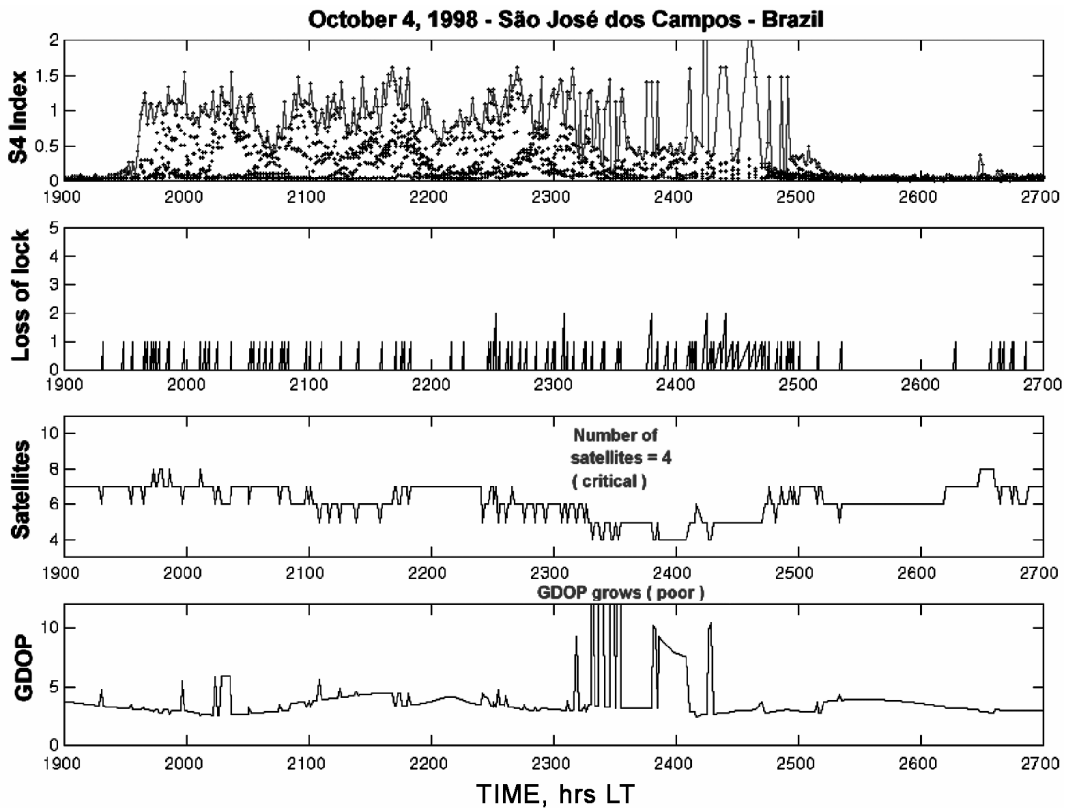 October 4, 1998 - São José dos Campos - Brazil
S4 Index
2
1.5
1
0.5
0
1900 2000 2100 2200 2300 2400 2500 2600 2700
Loss of lock
5
4
3
2
1
0
1900 2000 2100 2200 2300 2400 2500 2600 2700
Satellites
10
8
6
4
Number of
satellites = 4
( critical )
1900 2000 2100 2200 2300 2400 2500 2600 2700
GDOP grows ( poor )
GDOP
10
5
0
1900 2000 2100 2200 2300 2400 2500 2600 2700
TIME, hrs LT